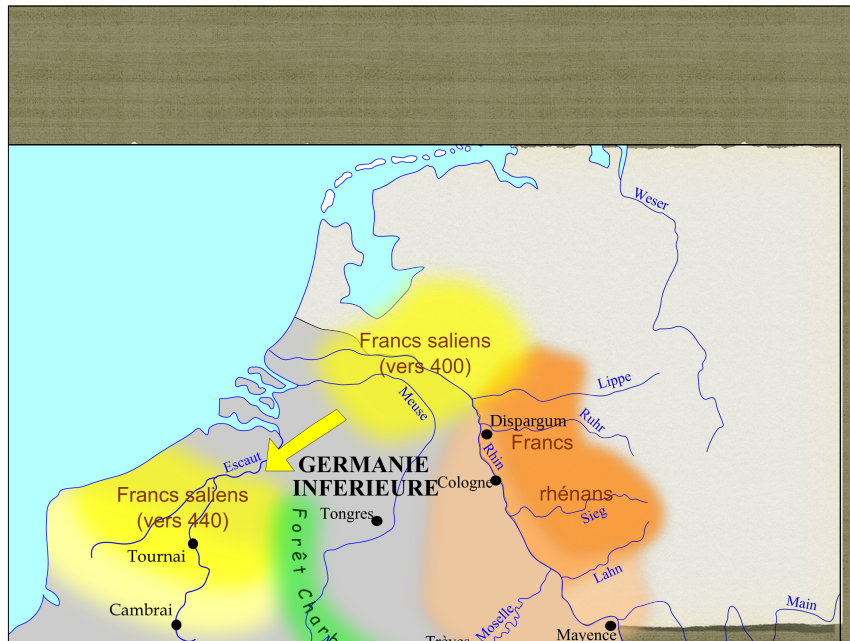 Weser
Francs saliens
(vers 400)
Lippe
Meuse
Dispargum
Ruhr
Francs
Rhin
Escaut
GERMANIE
INFERIEURE
Cologne
rhénans
Francs saliens
(vers 440)
Tongres
Sieg
Forêt Charb
Tournai
Lahn
Cambrai
Moselle
Main
Trèves
Mayence